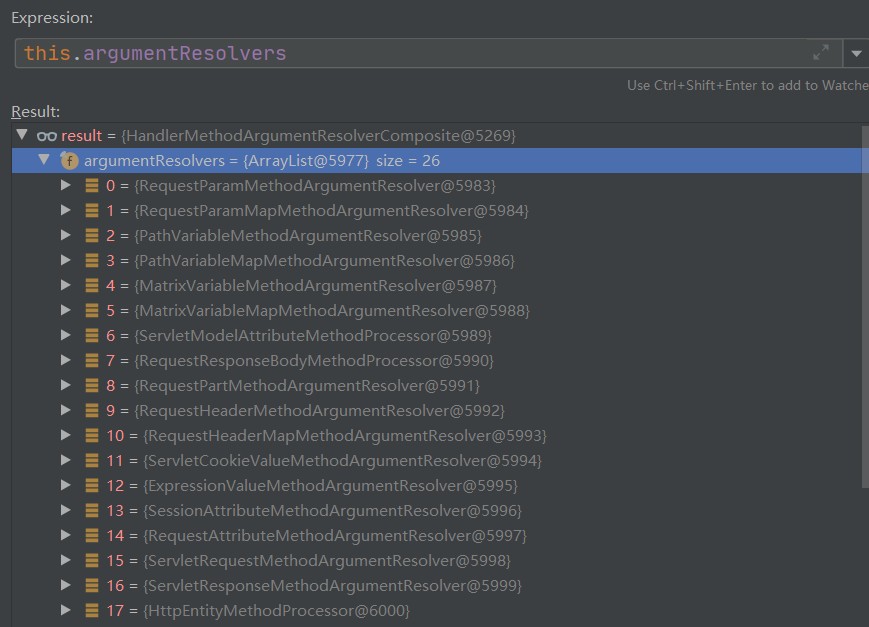 Expression:
this.argumentResolvers
Use Ctrl+Shift+Enter to add to Watche
Result:
result = {HandlerMethodArgumentResolverComposite@5269}
f argumentResolvers = {ArrayList@5977} size = 26
0 = {RequestParamMethodArgumentResolver@5983}
1 = {RequestParamMapMethodArgumentResolver@5984}
2 = {PathVariableMethodArgumentResolver@5985}
3 = {PathVariableMapMethodArgumentResolver@5986}
4 = {MatrixVariableMethodArgumentResolver@5987}
5 = {MatrixVariableMapMethodArgumentResolver@5988}
6 = {ServletModelAttributeMethodProcessor@5989}
7 = {RequestResponseBodyMethodProcessor@5990}
8 = {RequestPartMethodArgumentResolver@5991}
9 = {RequestHeaderMethodArgumentResolver@5992}
10 = {RequestHeaderMapMethodArgumentResolver@5993}
11 = {ServletCookieValueMethodArgumentResolver@5994}
12 = {ExpressionValueMethodArgumentResolver@5995}
13 = {SessionAttributeMethodArgumentResolver@5996}
14 = {RequestAttributeMethodArgumentResolver@5997}
15 = {ServletRequestMethodArgumentResolver@5998}
16 = {ServletResponseMethodArgumentResolver@5999}
17 = {HttpEntityMethodProcessor@6000}